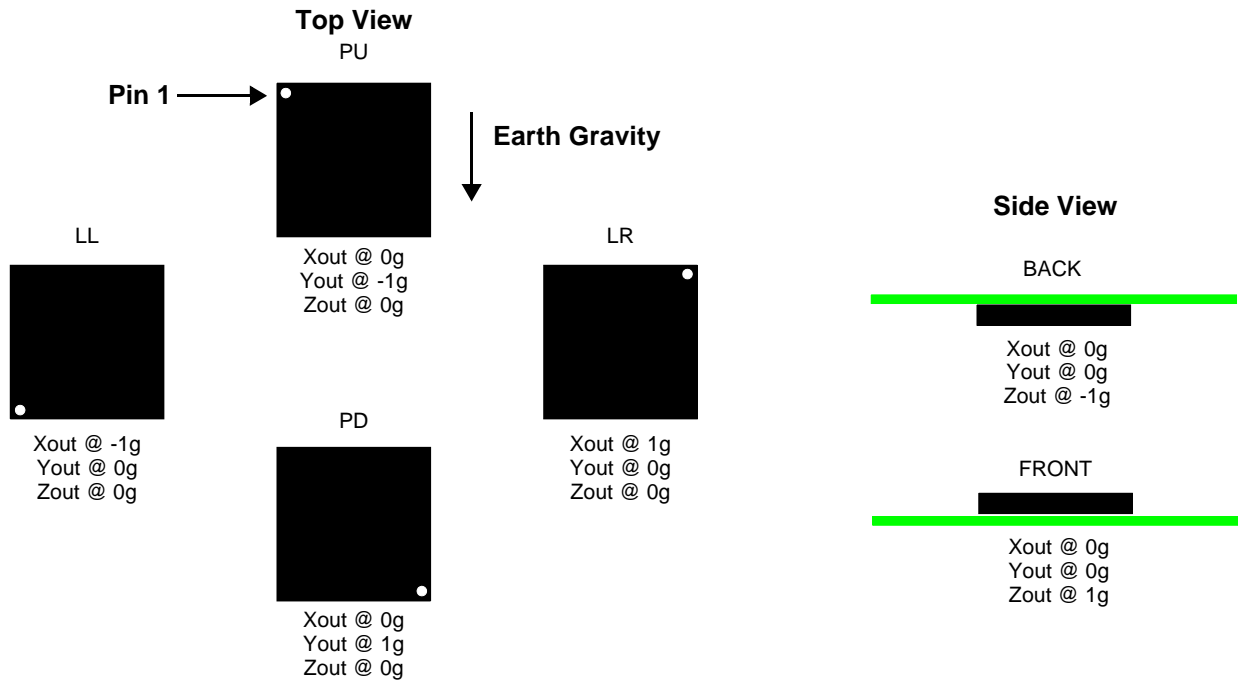 Top View
PU
Pin 1
Earth Gravity
Xout @ 0g
Yout @ -1g
Zout @ 0g
LL
Xout @ -1g
Yout @ 0g
Zout @ 0g
LR
Xout @ 1g
Yout @ 0g
Zout @ 0g
PD
Xout @ 0g
Yout @ 1g
Zout @ 0g
Side View
BACK
Xout @ 0g
Yout @ 0g
Zout @ -1g
FRONT
Xout @ 0g
Yout @ 0g
Zout @ 1g